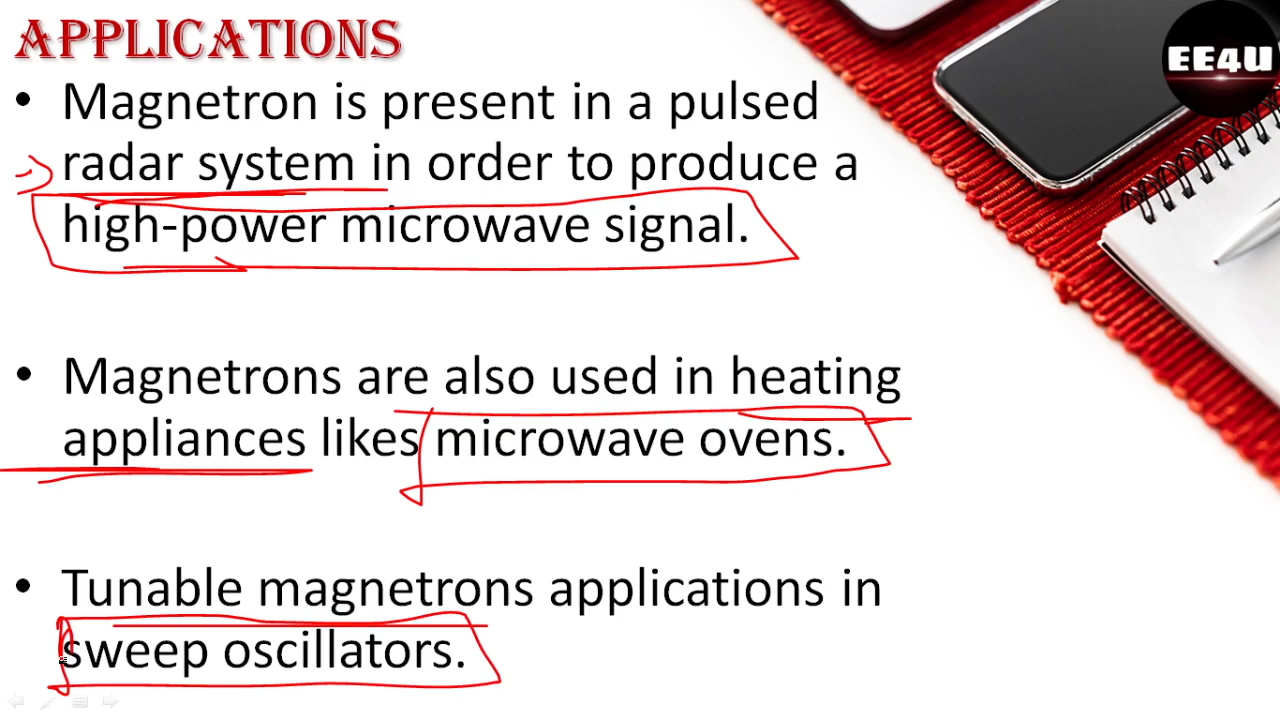 APPLICATIONS
EE4U
• Magnetron is present in a pulsed
radar system in order to produce a
high-power microwave signal.
• Magnetrons are also used in heating
appliances likes microwave ovens.
• Tunable magnetrons applications in
sweep oscillators.